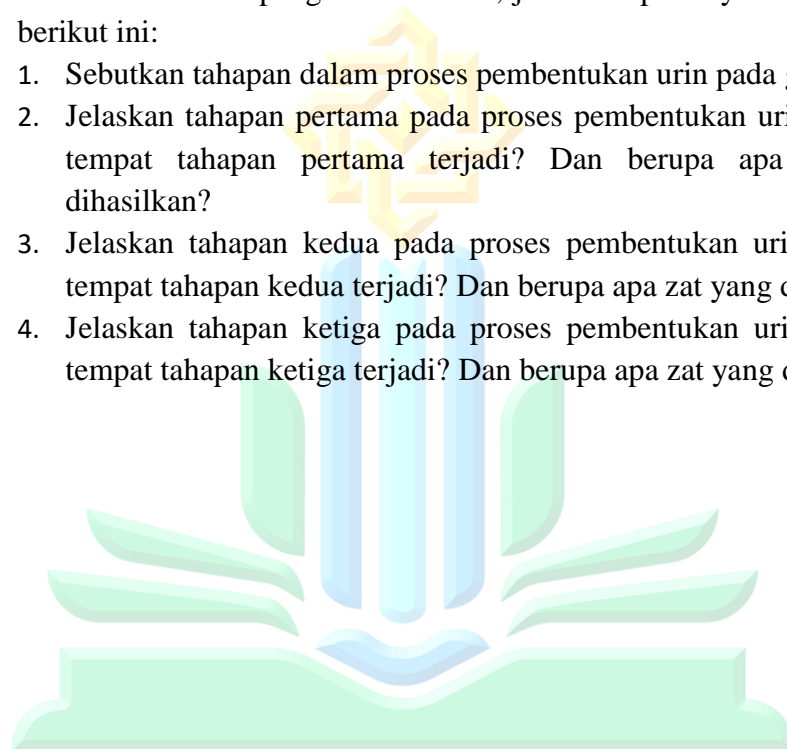 berikut ini:
1. Sebutkan tahapan dalam proses pembentukan urin pada
2. Jelaskan tahapan pertama pada proses pembentukan uri
tempat tahapan pertama terjadi? Dan berupa apa
dihasilkan?
3. Jelaskan tahapan kedua pada proses pembentukan uri
tempat tahapan kedua terjadi? Dan berupa apa zat yang
4. Jelaskan tahapan ketiga pada proses pembentukan uri
tempat tahapan ketiga terjadi? Dan berupa apa zat yang